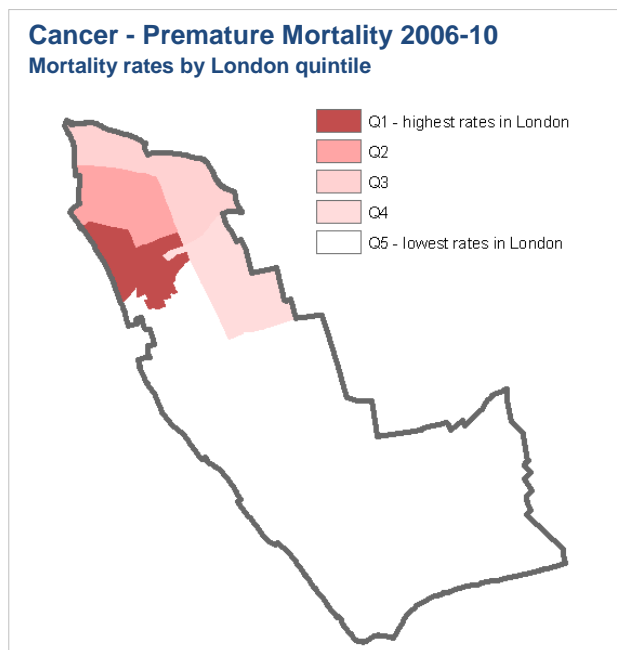 Cancer - Premature Mortality 2006-10
Mortality rates by London quintile
Q1 - highest rates in London
Q2
Q3
Q4
Q5 - lowest rates in London